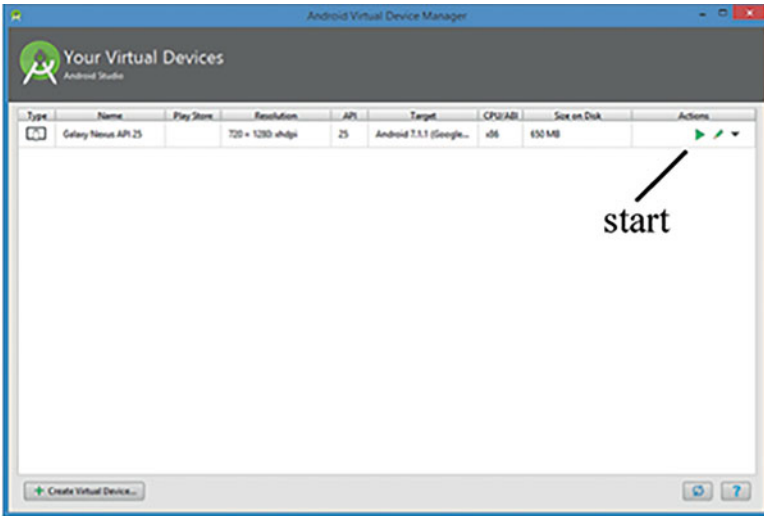 Android Virtual Device Manager
Your Virtual Devices
Android Studio
Type Name Play Store Resolution API Target CPU/ABI Size on Disk Actions
Galaxy Nexus API 25 720 × 1280: xhdpi 25 Android 7.1.1 (Google... x86 650 MB
start
+ Create Virtual Device...
?